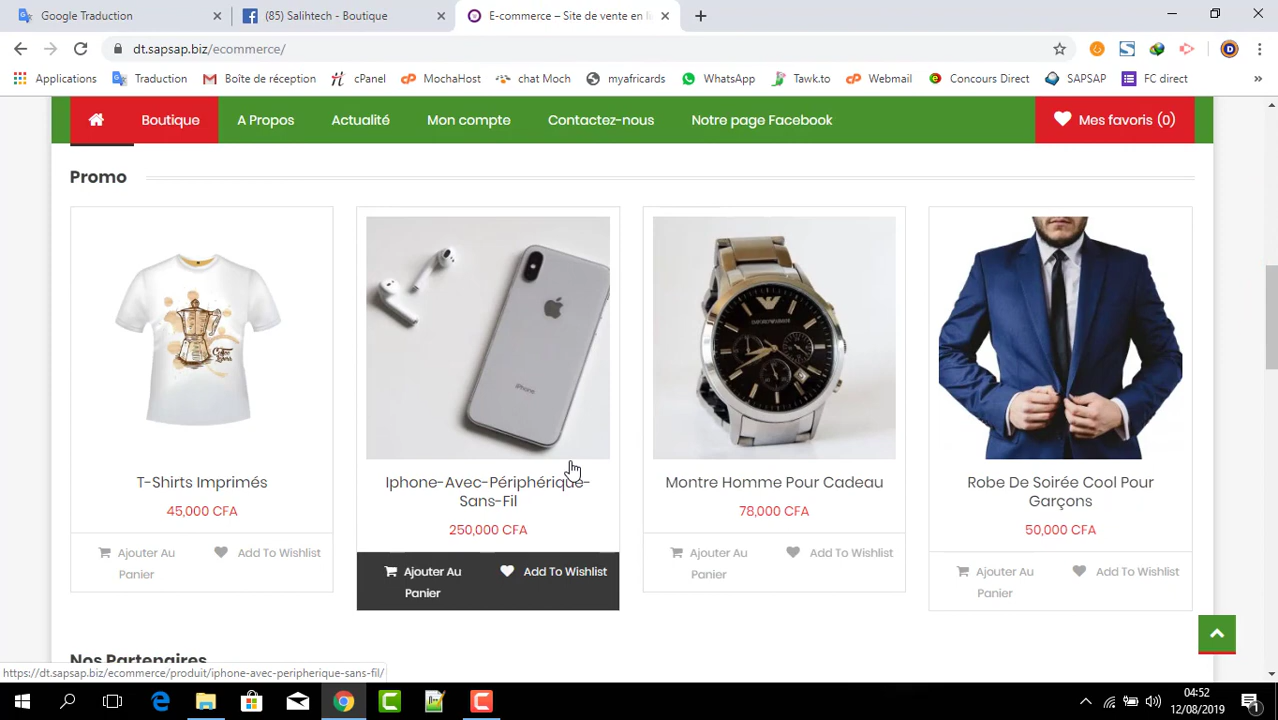 Google Traduction
(85) Salihtech - Boutique
E-commerce – Site de vente en li
dt.sapsap.biz/ecommerce/
Applications
Traduction
Boîte de réception
cPanel
MochaHost
chat Moch
myafricards
WhatsApp
Tawk.to
Webmail
Concours Direct
SAPSAP
FC direct
»
Boutique
A Propos
Actualité
Mon compte
Contactez-nous
Notre page Facebook
Mes favoris (0)
Promo
EMPORIO ARMANI
iPhone
T-Shirts Imprimés
45,000 CFA
Ajouter Au
Panier
Add To Wishlist
Iphone-Avec-Périphérique-
Sans-Fil
250,000 CFA
Ajouter Au
Panier
Add To Wishlist
Montre Homme Pour Cadeau
78,000 CFA
Ajouter Au
Panier
Add To Wishlist
Robe De Soirée Cool Pour
Garçons
50,000 CFA
Ajouter Au
Panier
Add To Wishlist
Nos Partenaires
https://dt.sapsap.biz/ecommerce/produit/iphone-avec-peripherique-sans-fil/
04:52
12/08/2019